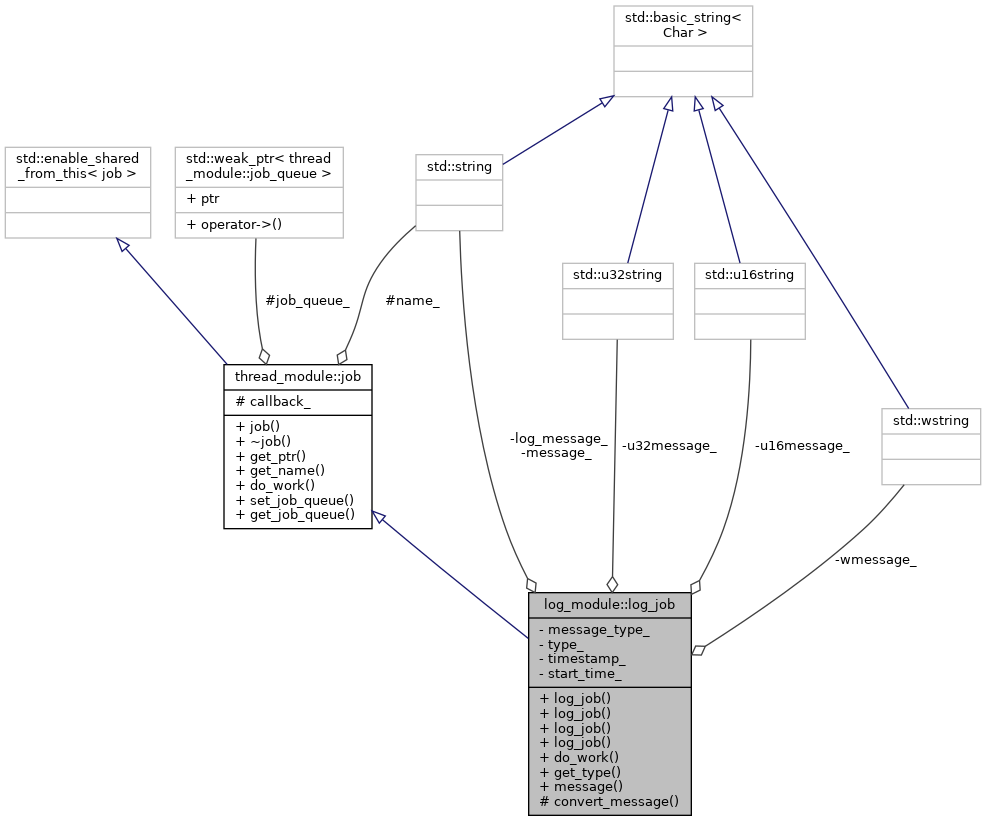 std::basic_string<
Char >
std::enable_shared
_from_this< job >
std::weak_ptr< thread
_module::job_queue >
+ ptr
+ operator->()
std::string
std::u32string
std::u16string
#job_queue_
#name_
thread_module::job
# callback_
+ job()
+ ~job()
+ get_ptr()
+ get_name()
+ do_work()
+ set_job_queue()
+ get_job_queue()
std::wstring
-log_message_
-message_
-u32message_
-u16message_
-wmessage_
log_module::log_job
- message_type_
- type_
- timestamp_
- start_time_
+ log_job()
+ log_job()
+ log_job()
+ log_job()
+ do_work()
+ get_type()
+ message()
# convert_message()